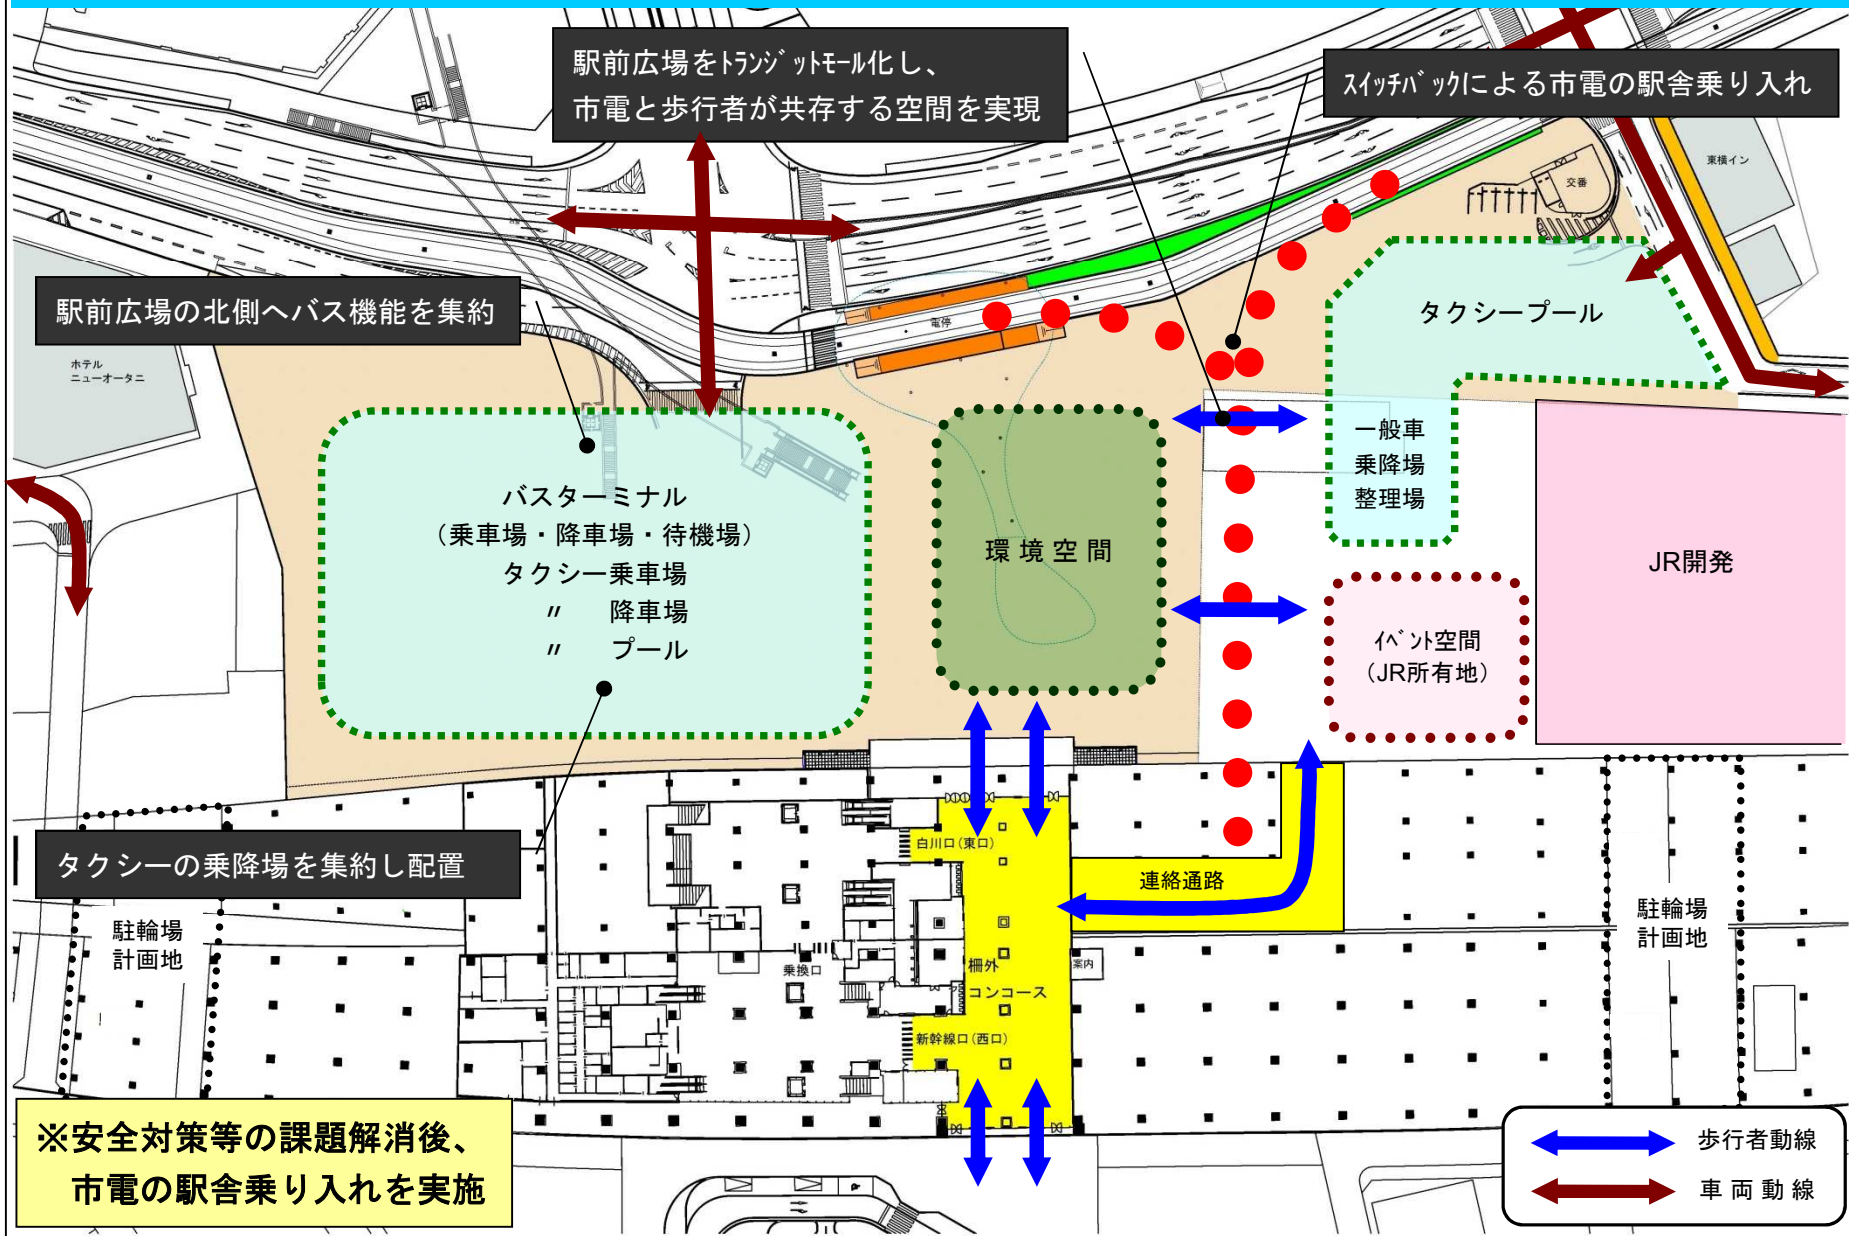 駅前広場をﾄﾗﾝｼﾞｯﾄﾓｰﾙ化し、
市電と歩行者が共存する空間を実現
ｽｲｯﾁﾊﾞｯｸによる市電の駅舎乗り入れ
東横イン
交番
駅前広場の北側へバス機能を集約
電停
タクシープール
ホテル
ニューオータニ
一般車
乗降場
整理場
バスターミナル
（乗車場・降車場・待機場）
タクシー乗車場
〃　降車場
〃　プール
環境空間
JR開発
ｲﾍﾞﾝﾄ空間
（JR所有地）
タクシーの乗降場を集約し配置
白川口（東口）
連絡通路
駐輪場
計画地
駐輪場
計画地
乗換口
柵外
コンコース
案内
新幹線口（西口）
※安全対策等の課題解消後、
市電の駅舎乗り入れを実施
歩行者動線
車両動線